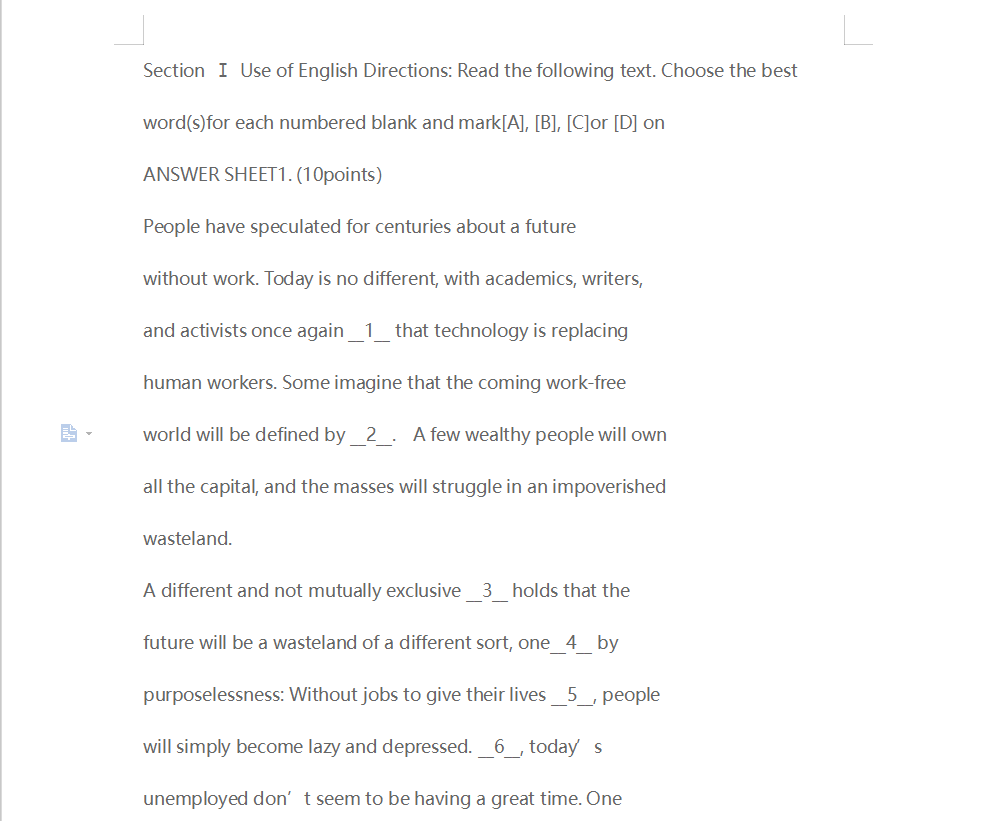 Section Ⅰ Use of English Directions: Read the following text. Choose the best
word(s)for each numbered blank and mark[A], [B], [C]or [D] on
ANSWER SHEET1. (10points)
People have speculated for centuries about a future
without work. Today is no different, with academics, writers,
and activists once again __1__ that technology is replacing
human workers. Some imagine that the coming work-free
world will be defined by __2__. A few wealthy people will own
all the capital, and the masses will struggle in an impoverished
wasteland.
A different and not mutually exclusive __3__ holds that the
future will be a wasteland of a different sort, one__4__ by
purposelessness: Without jobs to give their lives __5__, people
will simply become lazy and depressed. __6__, today’s
unemployed don’t seem to be having a great time. One